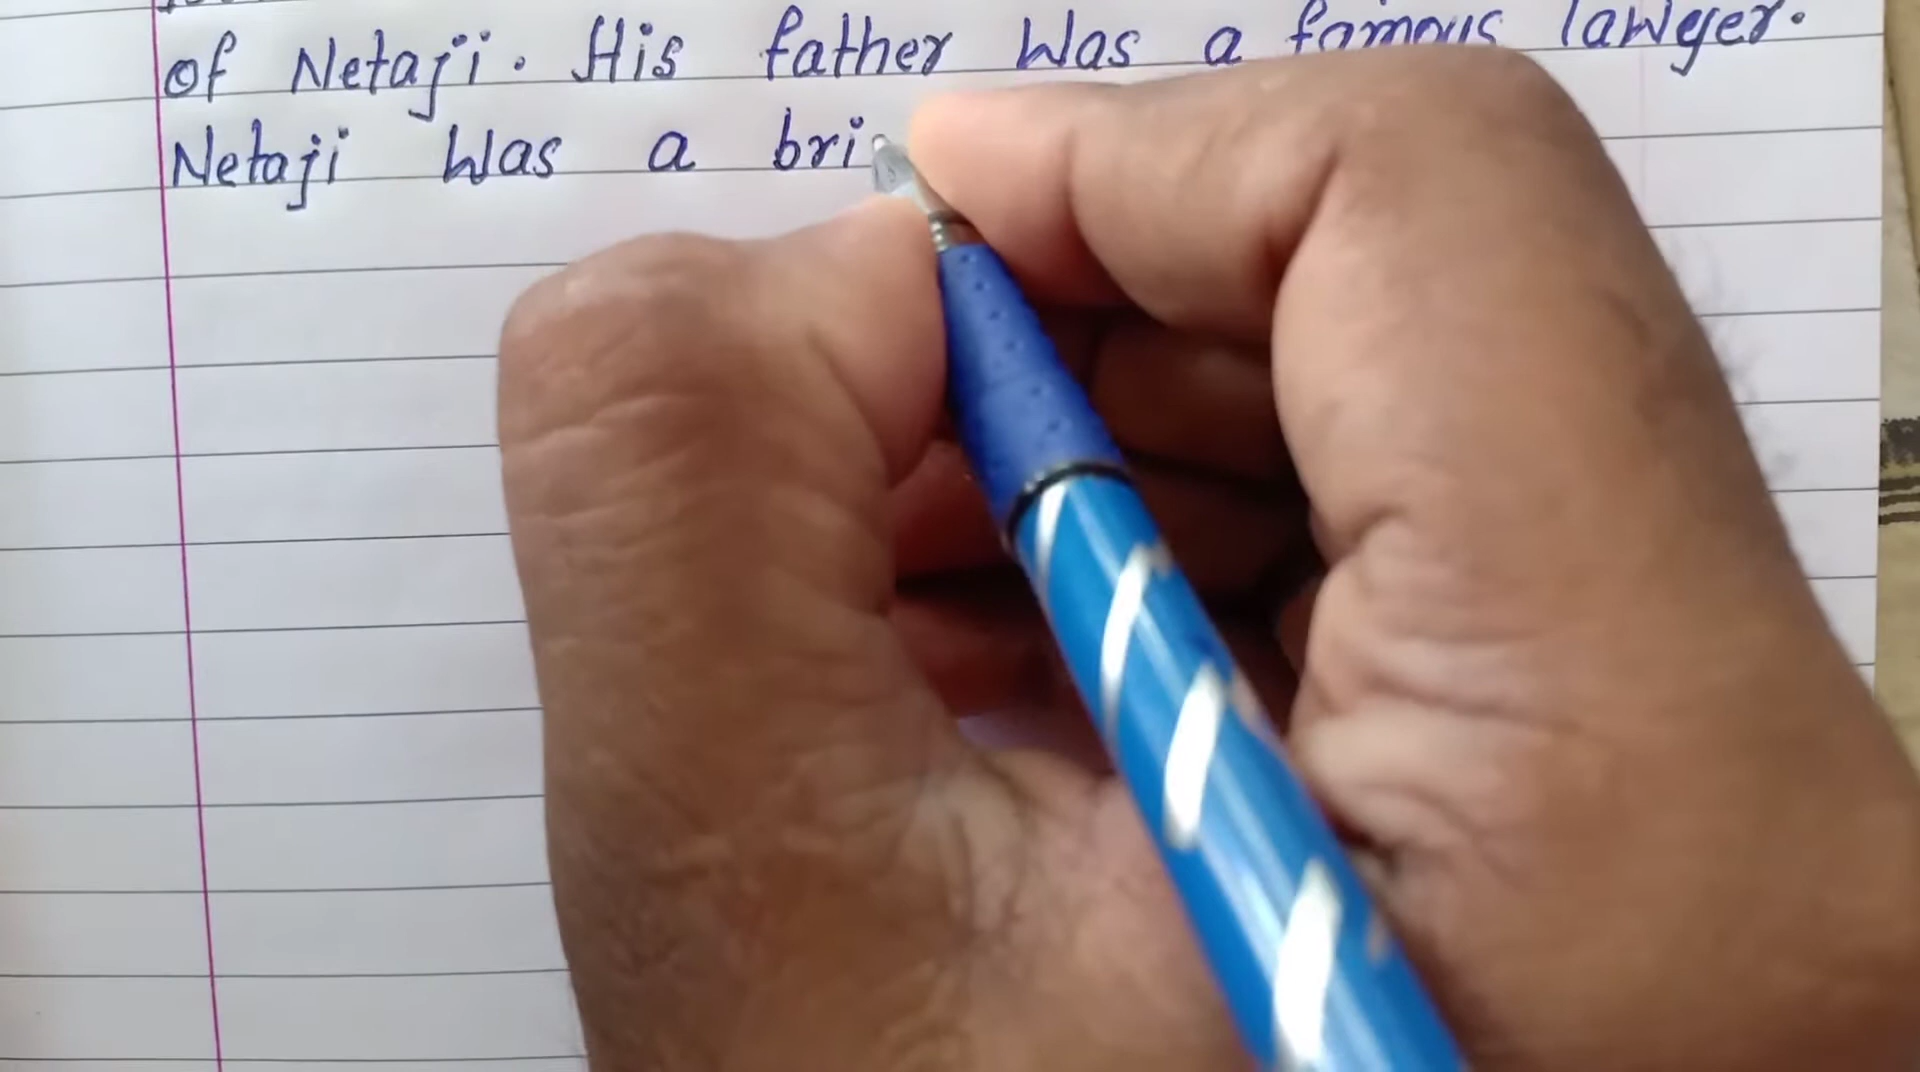 of Netaji. His father Was a famous lawyer.
Netaji Was a bri